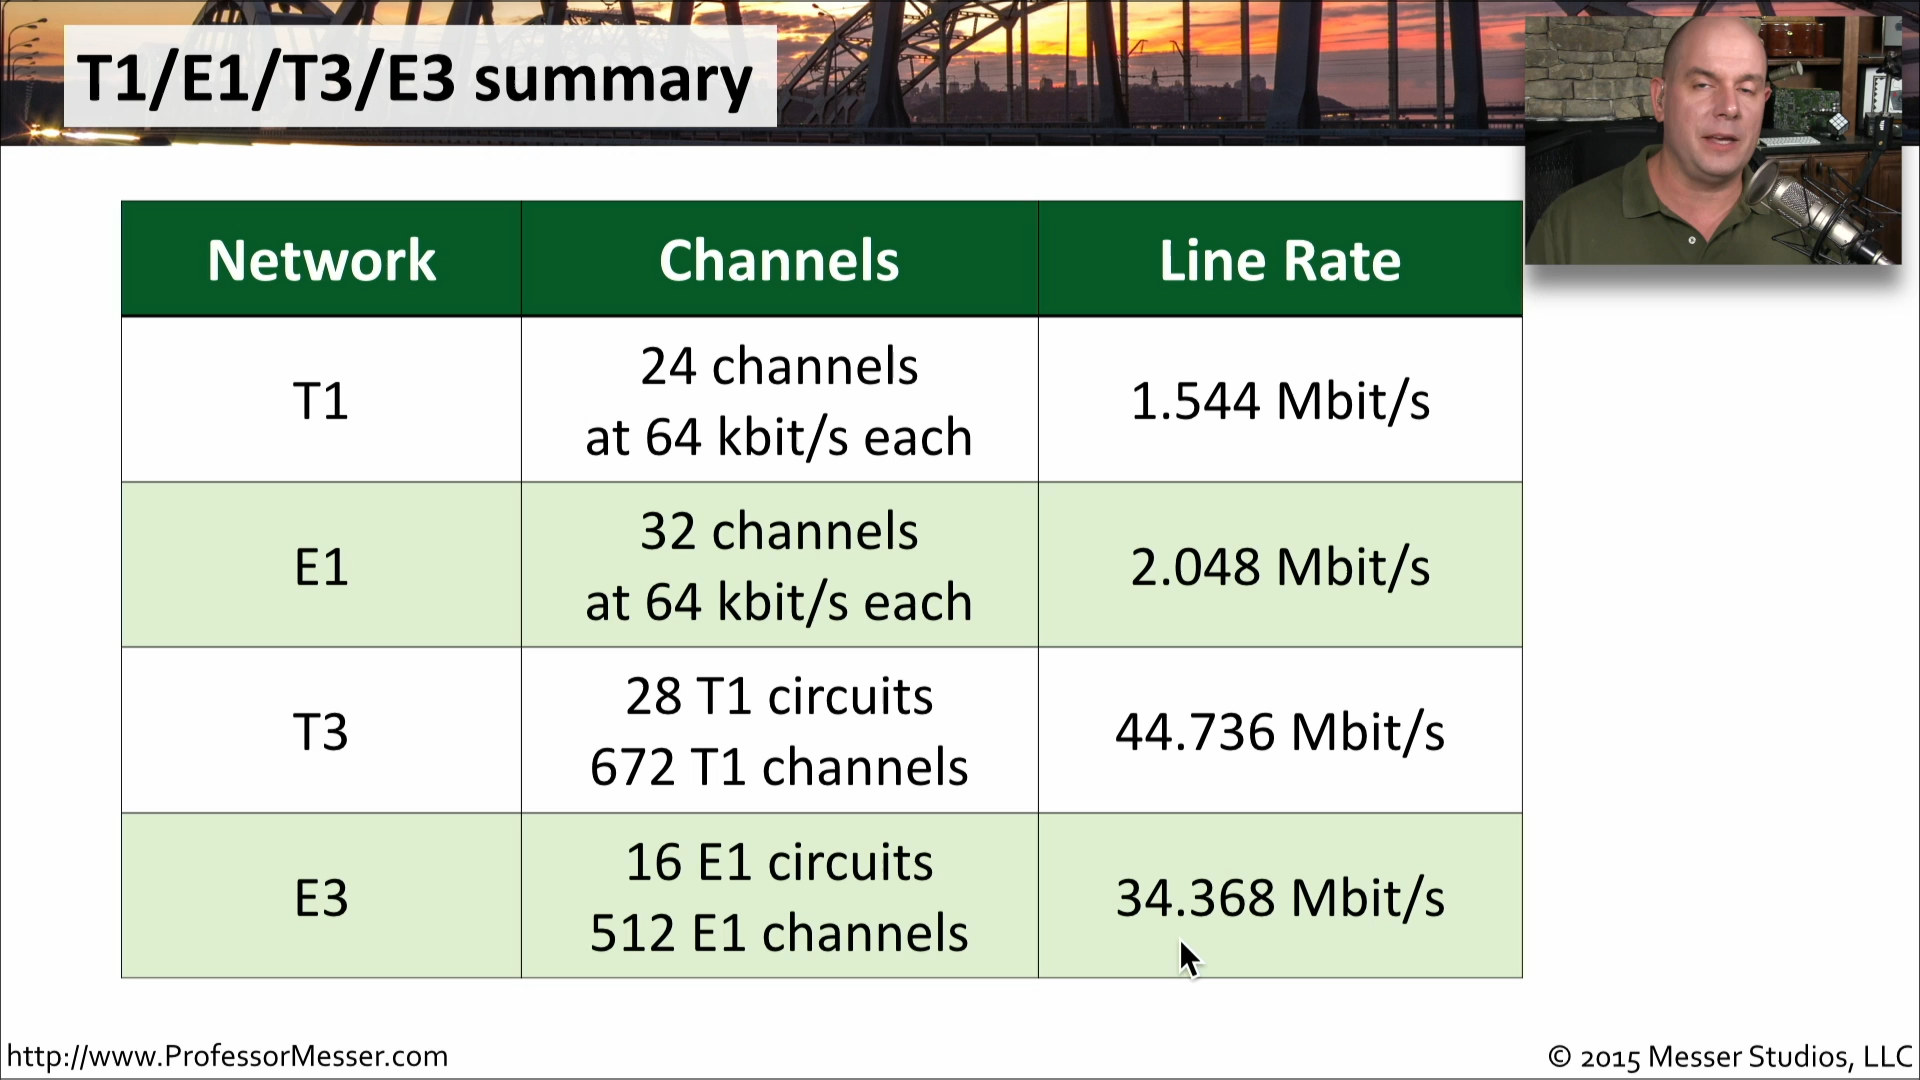 T1/E1/T3/E3 summary
Network Channels Line Rate
T1
24 channels
at 64 kbit/s each
1.544 Mbit/s
E1
32 channels
at 64 kbit/s each
2.048 Mbit/s
T3
28 T1 circuits
672 T1 channels
44.736 Mbit/s
E3
16 E1 circuits
512 E1 channels
34.368 Mbit/s
http://www.ProfessorMesser.com
© 2015 Messer Studios, LLC